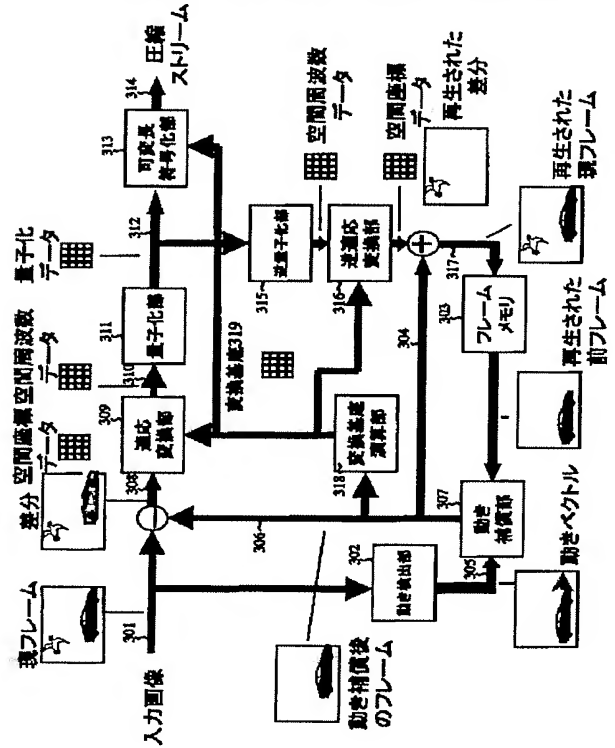 入力画像
現フレーム
301
差分
308
空間座標
データ
309
適応
変換部
310
空間周波数
データ
311
量子化部
量子化
データ
312
313
可変長
符号化部
314
圧縮
ストリーム
変換基底319
315
逆量子化部
空間周波数
データ
316
逆適応
変換部
空間座標
データ
再生された
差分
317
再生された
現フレーム
303
フレーム
メモリ
再生された
前フレーム
304
318
変換基底
演算部
306
307
動き
補償部
302
動き検出部
305
動きベクトル
動き補償後
のフレーム